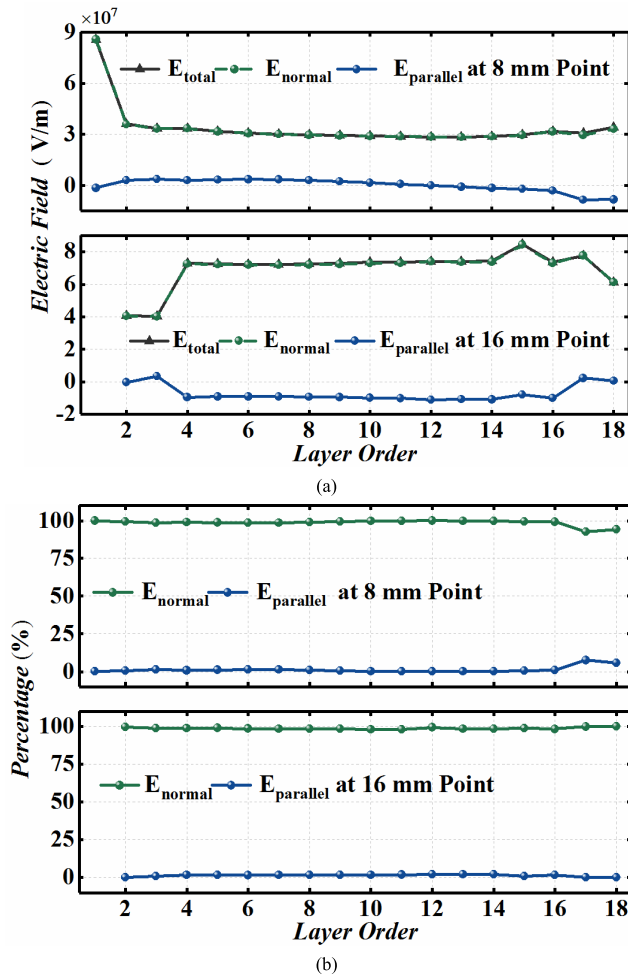 ×10⁷
9
6
3
0
E_total E_normal E_parallel at 8 mm Point
Electric Field ( V/m)
8
6
4
2
0
-2
E_total E_normal E_parallel at 16 mm Point
2 4 6 8 10 12 14 16 18
Layer Order
(a)
100
75
50
25
0
E_normal E_parallel at 8 mm Point
Percentage (%)
100
75
50
25
0
E_normal E_parallel at 16 mm Point
2 4 6 8 10 12 14 16 18
Layer Order
(b)